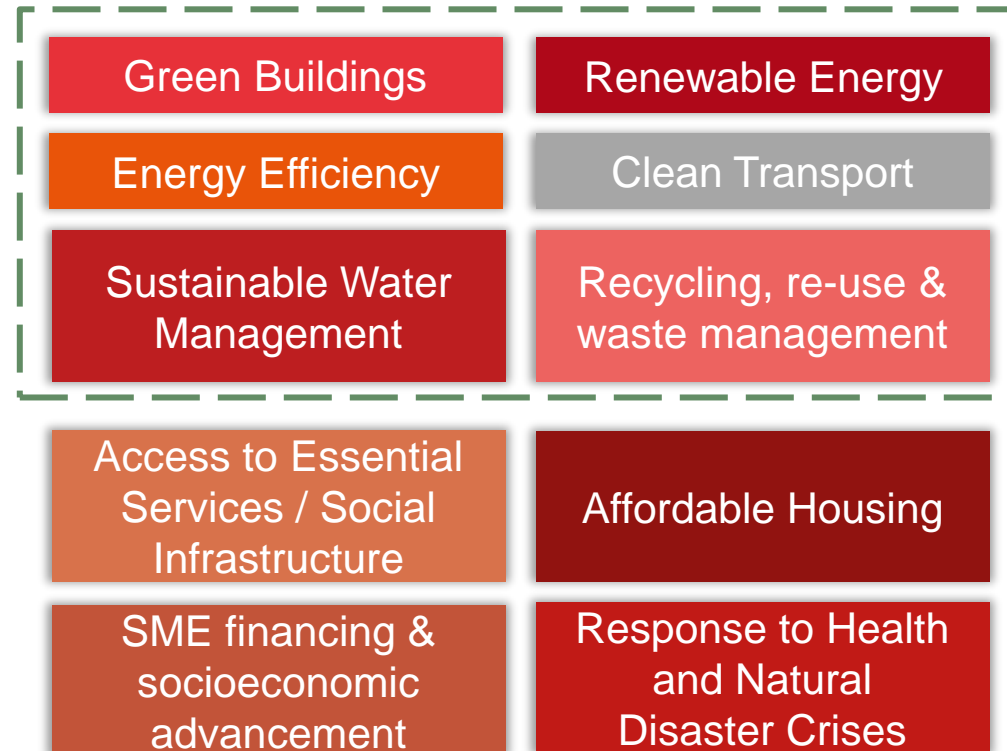 Green Buildings
Renewable Energy
Energy Efficiency
Clean Transport
Sustainable Water
Management
Recycling, re-use &
waste management
Access to Essential
Services / Social
Infrastructure
Affordable Housing
SME financing &
socioeconomic
advancement
Response to Health
and Natural
Disaster Crises